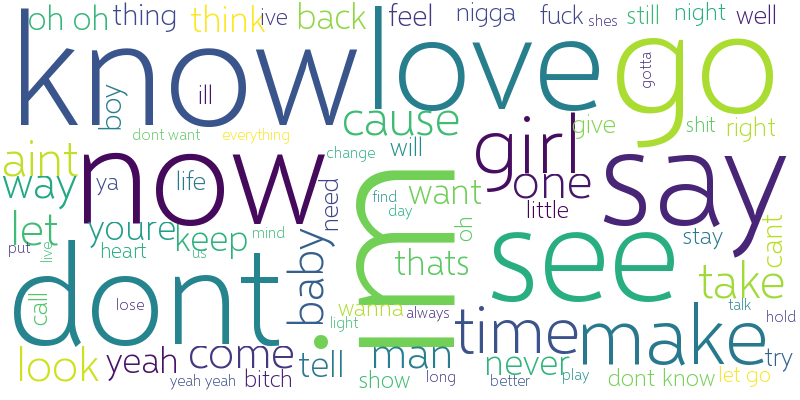 oh oh
thing
think
ive
back
feel
nigga
fuck
shes
still
night
well
know
love
go
gotta
ill
boy
dont want
everything
cause
girl
give
shit
right
aint
now
change
will
say
way
ya
life
im
want
one
little
find
day
let
youre
keep
need
mind
oh
see
stay
cant
put
live
heart
us
baby
thats
take
dont
call
lose
wanna
always
light
time
make
talk
hold
look
yeah
come
tell
man
never
try
yeah yeah
bitch
show
long
better
play
dont know
let go